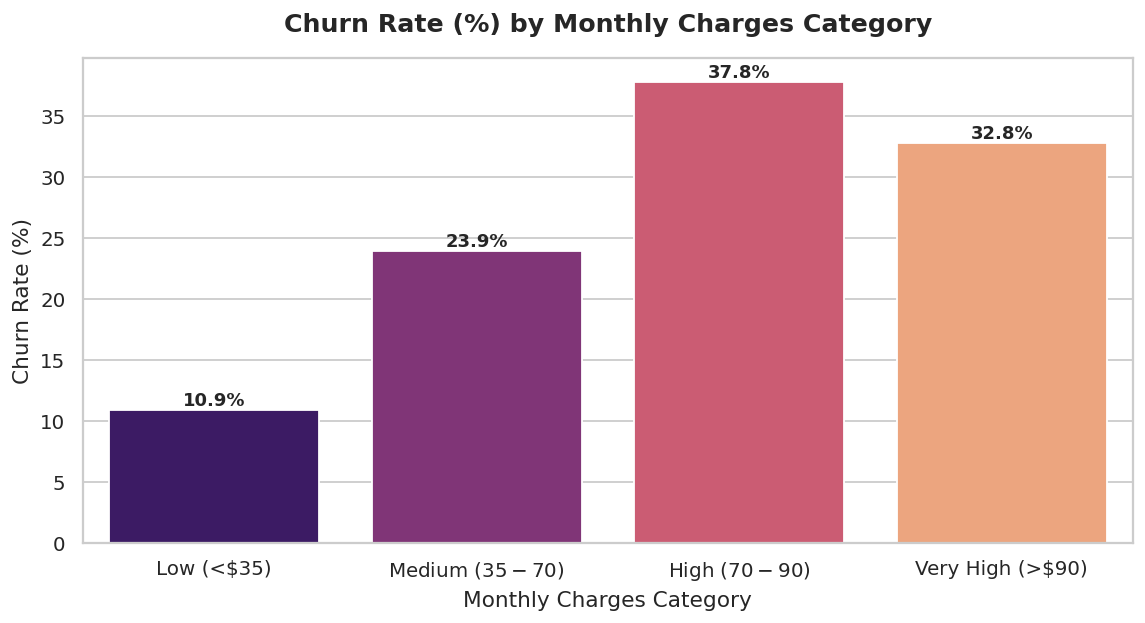 Churn Rate (%) by Monthly Charges Category
37.8%
35
32.8%
30
25
23.9%
20
15
10.9%
10
5
0
Churn Rate (%)
Low (<$35)
Medium (35 − 70)
High (70 − 90)
Very High (>$90)
Monthly Charges Category